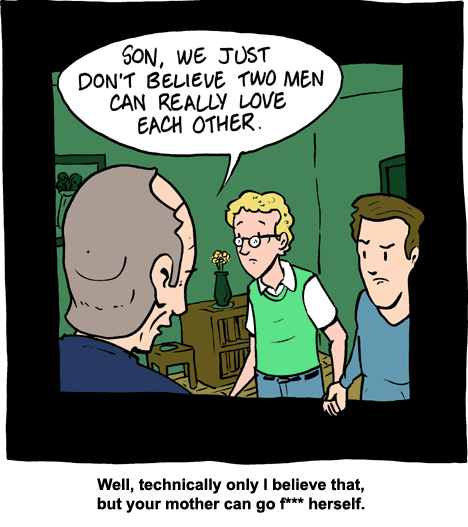 SON, WE JUST
DON'T BELIEVE TWO MEN
CAN REALLY LOVE
EACH OTHER.
Well, technically only I believe that,
but your mother can go f*** herself.